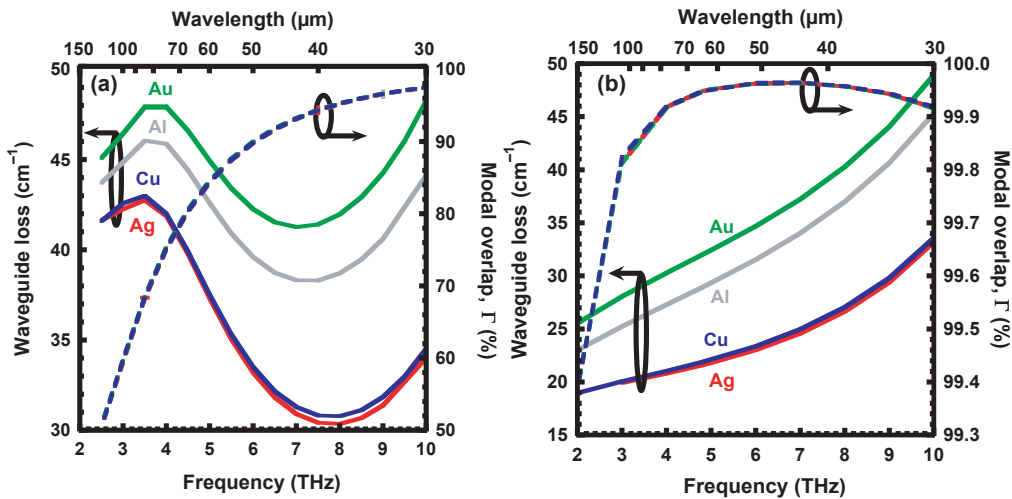 Wavelength (µm)
150 100 70 60 50 40 30
50 (a) 100
Au
Al
Cu
Ag
45 90
40 80
70
35 60
30 50
Waveguide loss (cm⁻¹)
Modal overlap, Γ (%)
2 3 4 5 6 7 8 9 10
Frequency (THz)
Wavelength (µm)
150 100 70 60 50 40 30
50 (b) 100.0
45 99.9
40 99.8
35 99.7
30 99.6
25 99.5
20 99.4
15 99.3
Au
Al
Cu
Ag
Waveguide loss (cm⁻¹)
Modal overlap, Γ (%)
2 3 4 5 6 7 8 9 10
Frequency (THz)